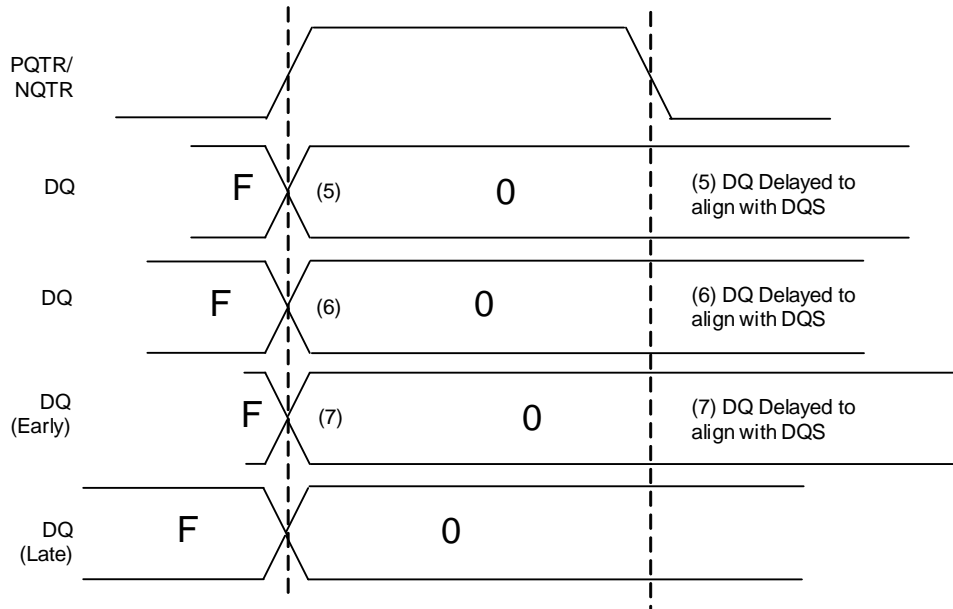 PQTR/
NQTR
DQ
F
(5)
0
(5) DQ Delayed to
align with DQS
DQ
F
(6)
0
(6) DQ Delayed to
align with DQS
DQ
(Early)
F
(7)
0
(7) DQ Delayed to
align with DQS
DQ
(Late)
F
0